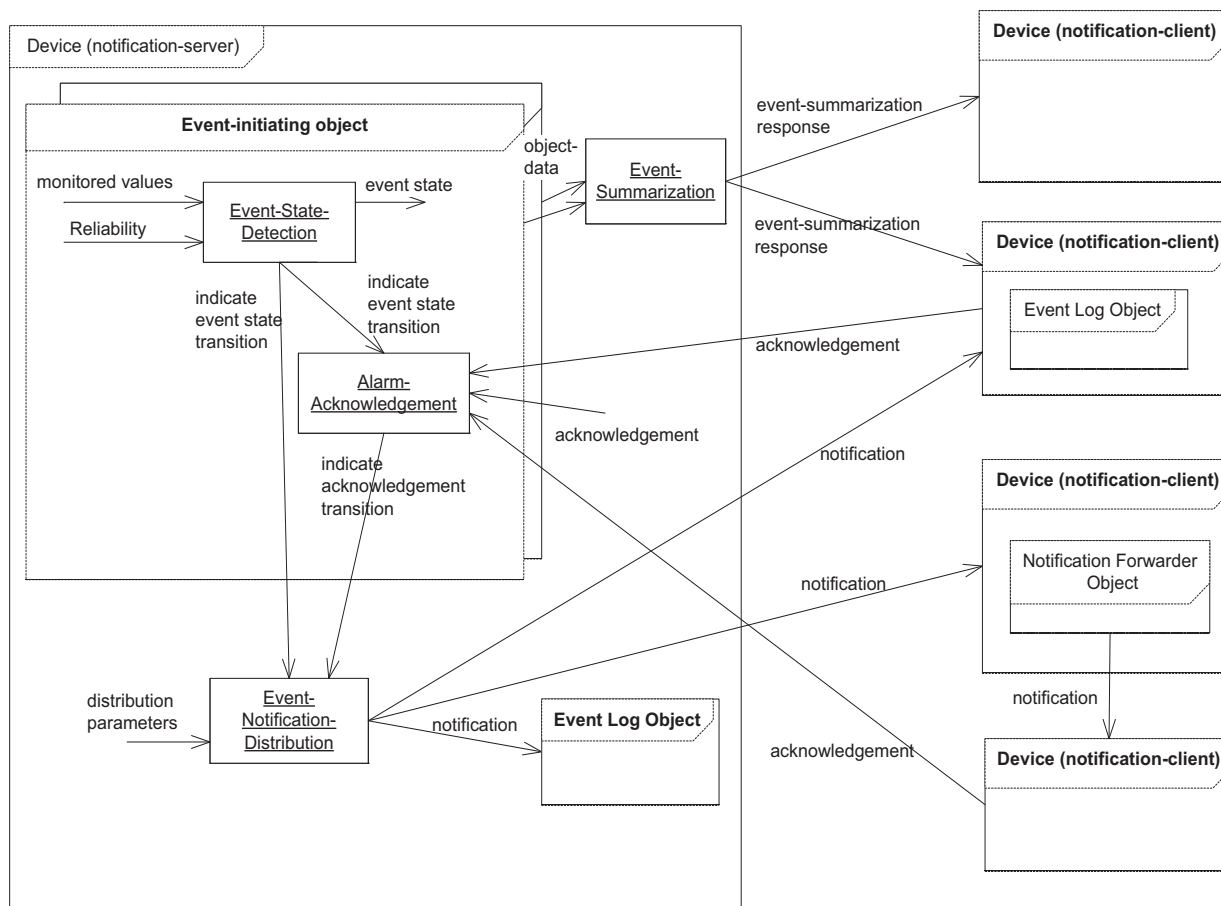 Device (notification-server)
Event-initiating object
monitored values
Reliability
Event-State-
Detection
event state
indicate
event state
transition
indicate
event state
transition
Alarm-
Acknowledgement
indicate
acknowledgement
transition
object-
data
Event-
Summarization
event-summarization
response
event-summarization
response
acknowledgement
acknowledgement
notification
notification
distribution
parameters
Event-
Notification-
Distribution
notification
Event Log Object
acknowledgement
Device (notification-client)
Device (notification-client)
Event Log Object
Device (notification-client)
Notification Forwarder
Object
notification
Device (notification-client)